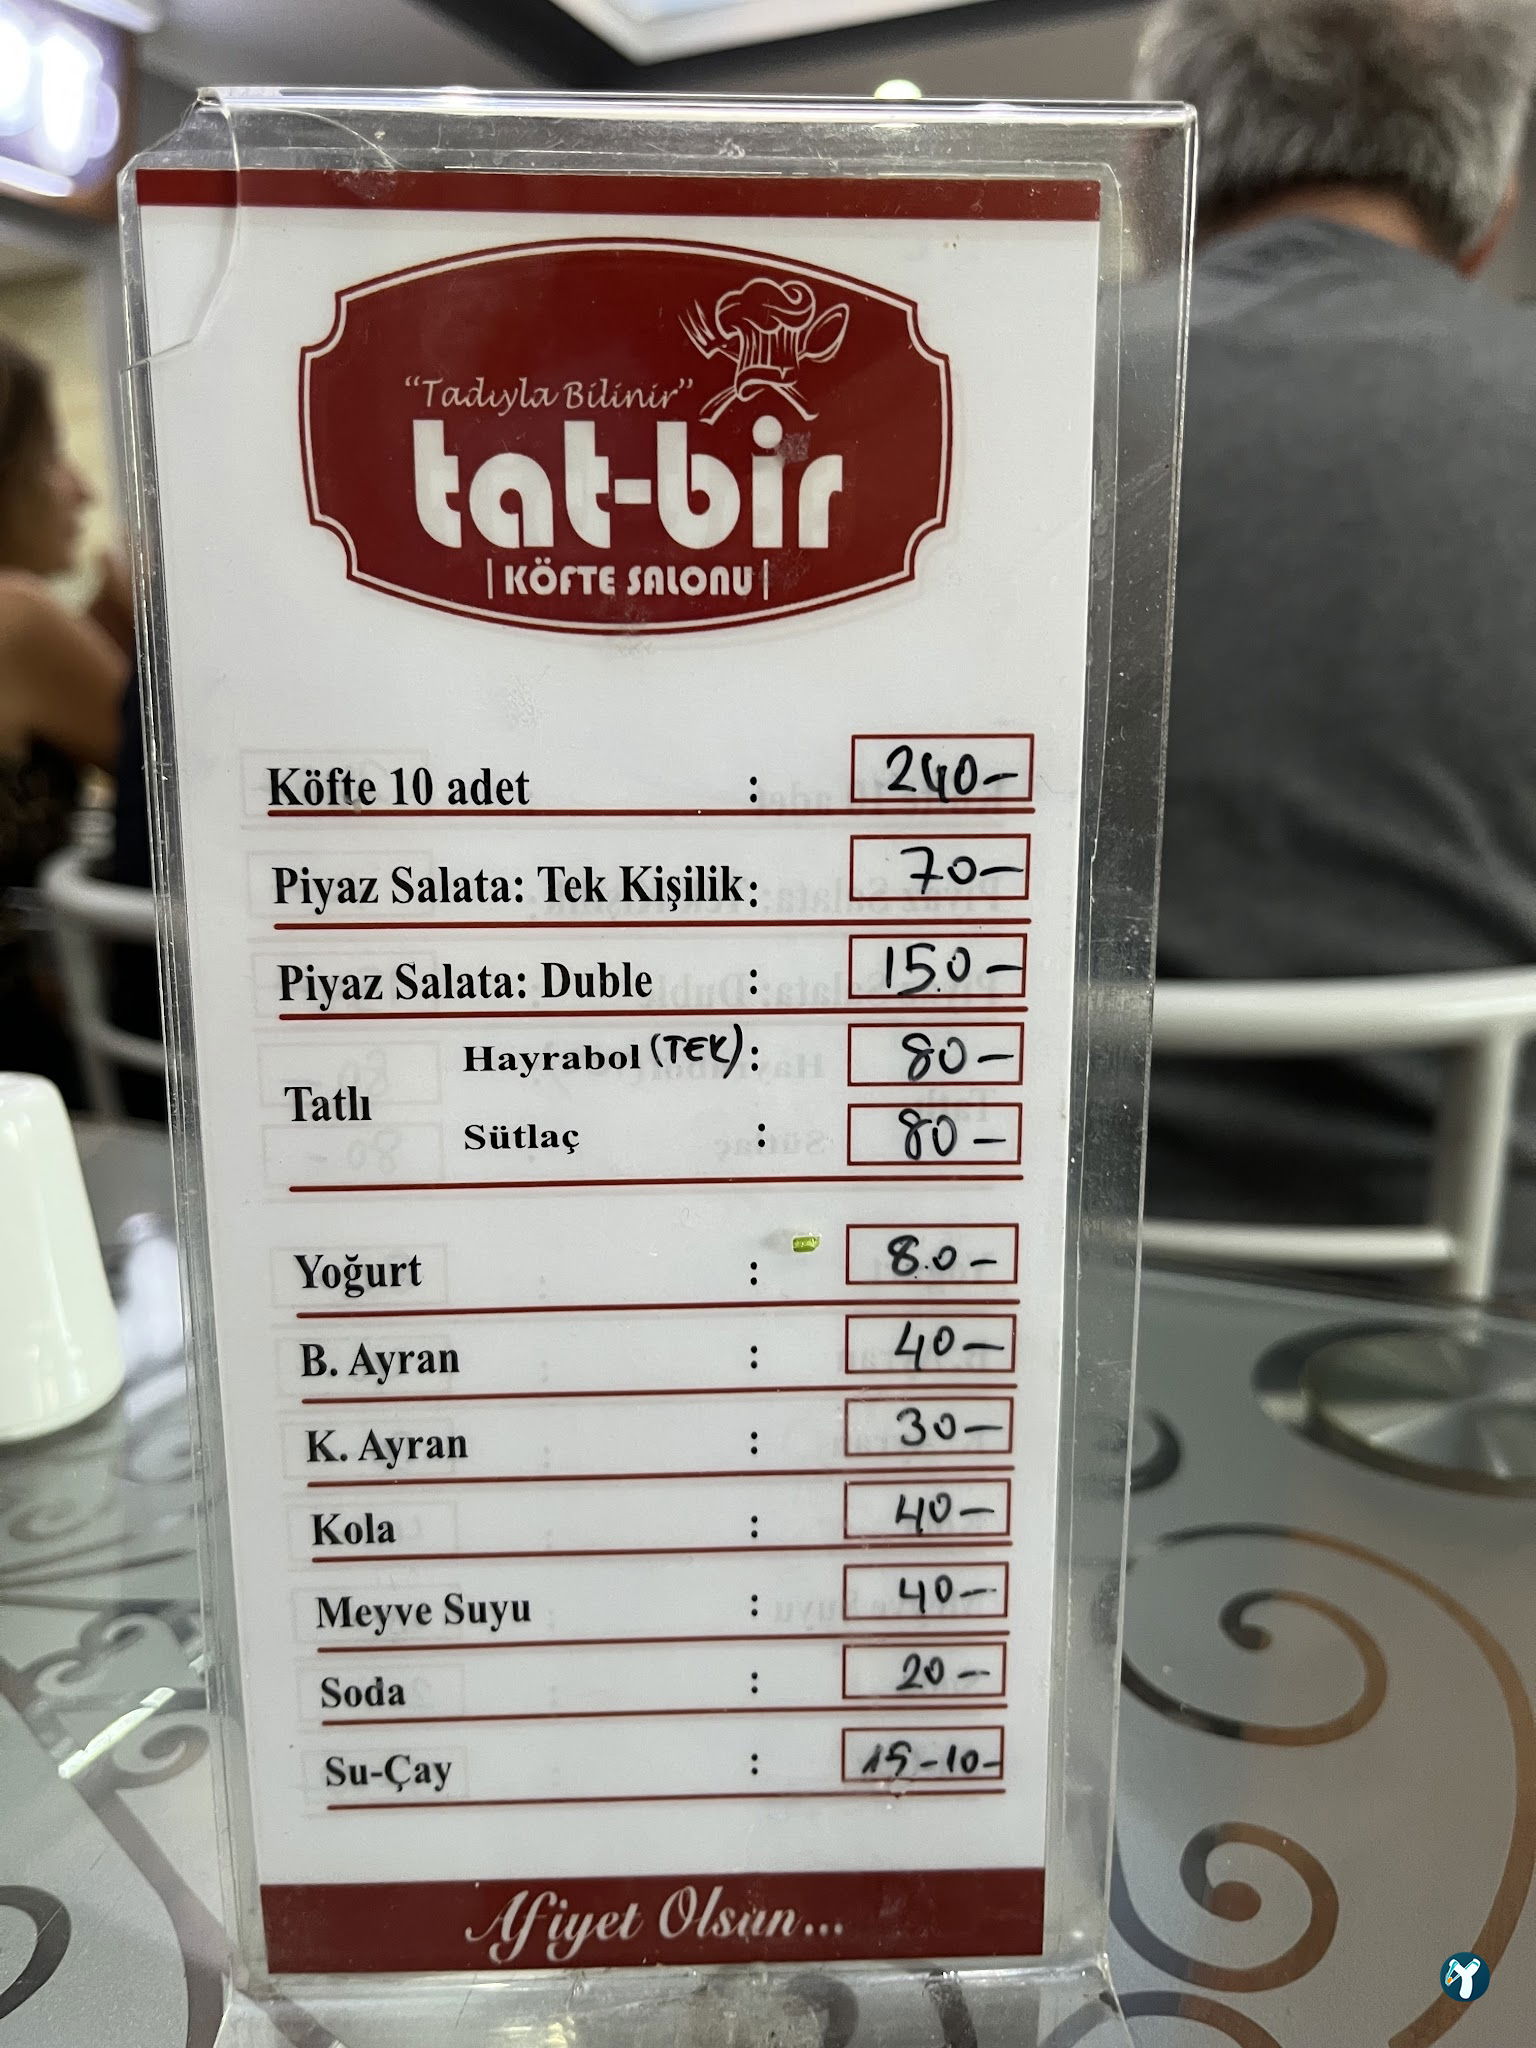 "Tadıyla Bilinir"
tat-bir
|KÖFTE SALONU|
Köfte 10 adet : 240-
Piyaz Salata: Tek Kişilik: 70-
Piyaz Salata: Duble : 150-
Hayrabol (TEK): 80-
Tatlı
Sütlaç : 80-
Yoğurt : 80-
B. Ayran : 40-
K. Ayran : 30-
Kola : 40-
Meyve Suyu : 40-
Soda : 20-
Su-Çay : 15-10-
Afiyet Olsun...